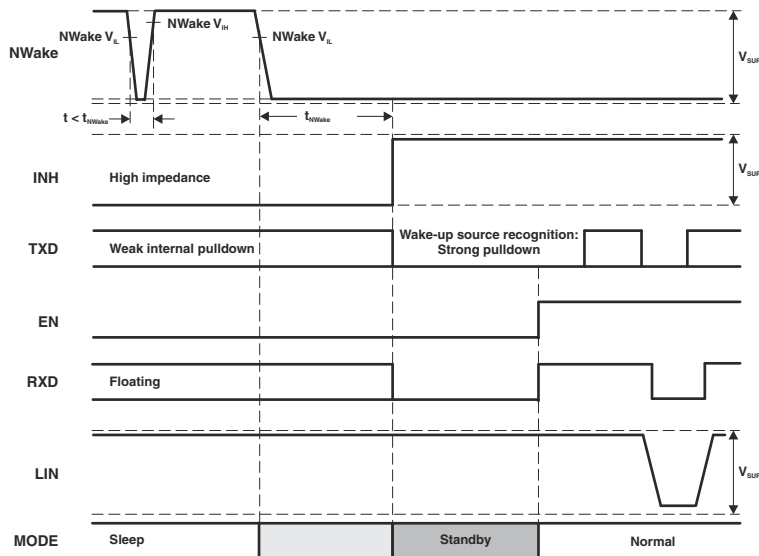 NWake
NWake V_IL
NWake V_IH
NWake V_IL
V_SUP
t < t_NWake
t_NWake
INH
High impedance
V_SUP
TXD
Weak internal pulldown
Wake-up source recognition:
Strong pulldown
EN
RXD
Floating
LIN
V_SUP
MODE
Sleep
Standby
Normal